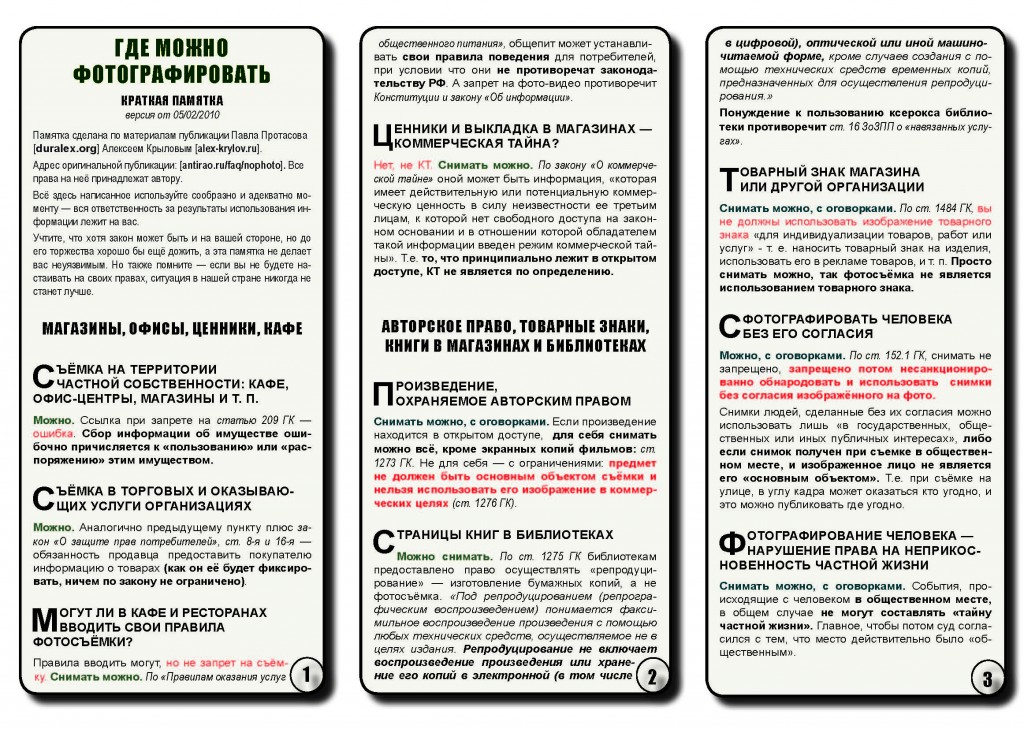 ГДЕ МОЖНО
ФОТОГРАФИРОВАТЬ
КРАТКАЯ ПАМЯТКА
версия от 05/02/2010
Памятка сделана по материалам публикации Павла Протасова
[duralex.org] Алексеем Крыловым [alex-krylov.ru].
Адрес оригинальной публикации: [antirao.ru/faq/nophoto]. Все
права на неё принадлежат автору.
Всё здесь написанное используйте сообразно и адекватно мо-
менту — вся ответственность за результаты использования ин-
формации лежит на вас.
Учтите, что хотя закон может быть и на вашей стороне, но до
его торжества хорошо бы ещё дожить, а эта памятка не делает
вас неуязвимым. Но также помните — если вы не будете на-
стаивать на своих правах, ситуация в нашей стране никогда не
станет лучше.
МАГАЗИНЫ, ОФИСЫ, ЦЕННИКИ, КАФЕ
СЪЁМКА НА ТЕРРИТОРИИ
ЧАСТНОЙ СОБСТВЕННОСТИ: КАФЕ,
ОФИС-ЦЕНТРЫ, МАГАЗИНЫ И Т. П.
Можно. Ссылка при запрете на статью 209 ГК —
ошибка. Сбор информации об имуществе оши-
бочно причисляется к «пользованию» или «рас-
поряжению» этим имуществом.
СЪЁМКА В ТОРГОВЫХ И ОКАЗЫВАЮ-
ЩИХ УСЛУГИ ОРГАНИЗАЦИЯХ
Можно. Аналогично предыдущему пункту плюс за-
кон «О защите прав потребителей», ст. 8-я и 16-я —
обязанность продавца предоставить покупателю
информацию о товарах (как он её будет фиксиро-
вать, ничем по закону не ограничено).
МОГУТ ЛИ В КАФЕ И РЕСТОРАНАХ
ВВОДИТЬ СВОИ ПРАВИЛА
ФОТОСЪЁМКИ?
Правила вводить могут, но не запрет на съём-
ку. Снимать можно. По «Правилам оказания услуг
1
общественного питания», общепит может устанавли-
вать свои правила поведения для потребителей,
при условии что они не противоречат законода-
тельству РФ. А запрет на фото-видео противоречит
Конституции и закону «Об информации».
ЦЕННИКИ И ВЫКЛАДКА В МАГАЗИНАХ —
КОММЕРЧЕСКАЯ ТАЙНА?
Нет, не КТ. Снимать можно. По закону «О коммерче-
ской тайне» оной может быть информация, «которая
имеет действительную или потенциальную коммер-
ческую ценность в силу неизвестности ее третьим
лицам, к которой нет свободного доступа на закон-
ном основании и в отношении которой обладателем
такой информации введен режим коммерческой тай-
ны». Т.е. то, что принципиально лежит в открытом
доступе, КТ не является по определению.
АВТОРСКОЕ ПРАВО, ТОВАРНЫЕ ЗНАКИ,
КНИГИ В МАГАЗИНАХ И БИБЛИОТЕКАХ
ПРОИЗВЕДЕНИЕ,
ОХРАНЯЕМОЕ АВТОРСКИМ ПРАВОМ
Снимать можно, с оговорками. Если произведение
находится в открытом доступе, для себя снимать
можно всё, кроме экранных копий фильмов: ст.
1273 ГК. Не для себя — с ограничениями: предмет
не должен быть основным объектом съёмки и
нельзя использовать его изображение в коммер-
ческих целях (ст. 1276 ГК).
СТРАНИЦЫ КНИГ В БИБЛИОТЕКАХ
Можно снимать. По ст. 1275 ГК библиотекам
предоставлено право осуществлять «репродуци-
рование» — изготовление бумажных копий, а не
фотосъёмка. «Под репродуцированием (репрогра-
фическим воспроизведением) понимается факси-
мильное воспроизведение произведения с помощью
любых технических средств, осуществляемое не в
целях издания. Репродуцирование не включает
воспроизведение произведения или хране-
ние его копий в электронной (в том числе
2
в цифровой), оптической или иной машино-
читаемой форме, кроме случаев создания с по-
мощью технических средств временных копий,
предназначенных для осуществления репродуци-
рования.»
Понуждение к пользованию ксерокса библио-
теки противоречит ст. 16 ЗоЗПП о «навязанных услу-
гах».
ТОВАРНЫЙ ЗНАК МАГАЗИНА
ИЛИ ДРУГОЙ ОРГАНИЗАЦИИ
Снимать можно, с оговорками. По ст. 1484 ГК, вы
не должны использовать изображение товарного
знака «для индивидуализации товаров, работ или
услуг» - т. е. наносить товарный знак на изделия,
использовать его в рекламе товаров, и т. п. Просто
снимать можно, так фотосъёмка не является
использованием товарного знака.
СФОТОГРАФИРОВАТЬ ЧЕЛОВЕКА
БЕЗ ЕГО СОГЛАСИЯ
Можно, с оговорками. По ст. 152.1 ГК, снимать не
запрещено, запрещено потом несанкциониро-
ванно обнародовать и использовать снимки
без согласия изображённого на фото.
Снимки людей, сделанные без их согласия можно
использовать лишь «в государственных, обще-
ственных или иных публичных интересах», либо
если снимок получен при съемке в обществен-
ном месте, и изображенное лицо не является
его «основным объектом». Т.е. при съёмке на
улице, в углу кадра может оказаться кто угодно, и
это можно публиковать где угодно.
ФОТОГРАФИРОВАНИЕ ЧЕЛОВЕКА —
НАРУШЕНИЕ ПРАВА НА НЕПРИКОС-
НОВЕННОСТЬ ЧАСТНОЙ ЖИЗНИ
Снимать можно, с оговорками. События, про-
исходящие с человеком в общественном месте,
в общем случае не могут составлять «тайну
частной жизни». Главное, чтобы потом суд согла-
сился с тем, что место действительно было «об-
щественным».
3